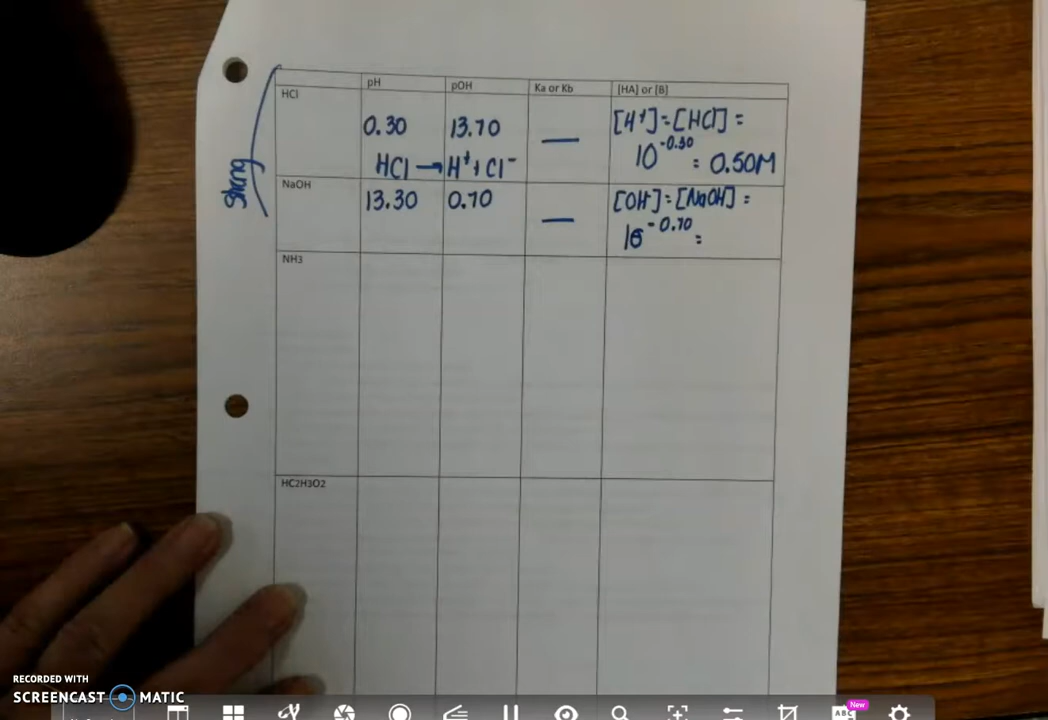 pH pOH Ka or Kb [HA] or [B]
HCl
0.30 13.70 — [H⁺] = [HCl] =
10^-0.30 = 0.50M
HCl → H⁺ + Cl⁻
Strong
NaOH
13.30 0.70 — [OH⁻] = [NaOH] =
10^-0.70 =
NH3
HC2H3O2
RECORDED WITH
SCREENCAST MATIC
New
ABC